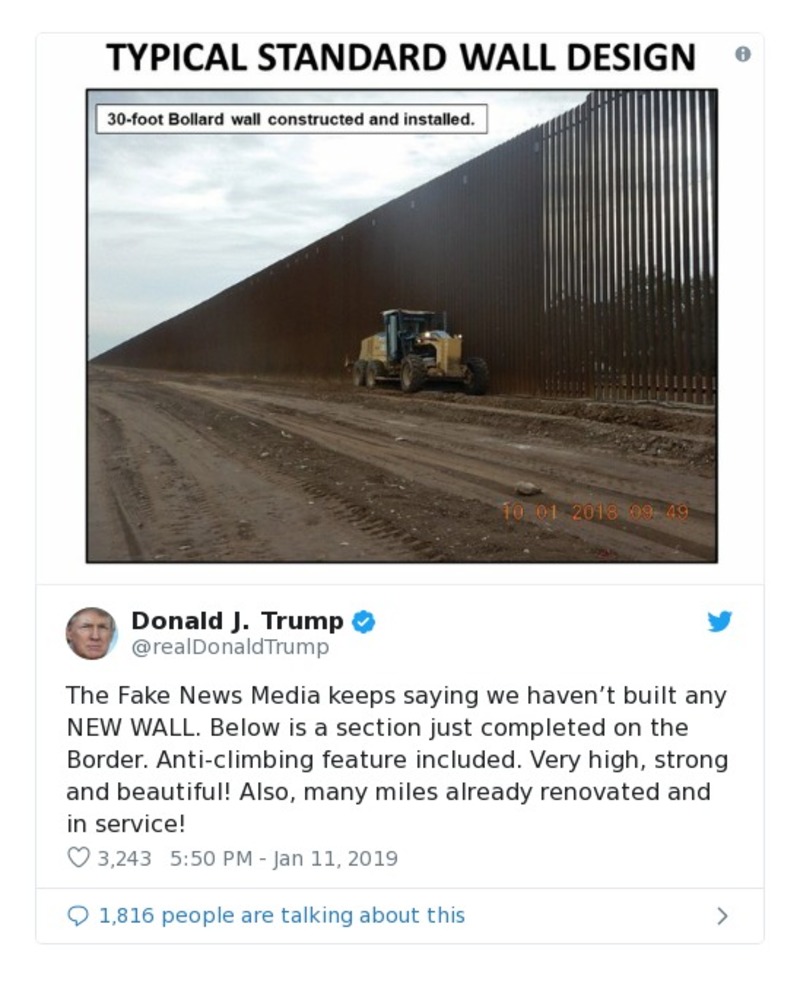 TYPICAL STANDARD WALL DESIGN
30-foot Bollard wall constructed and installed.
10 01 2018 09 49
Donald J. Trump
@realDonaldTrump
The Fake News Media keeps saying we haven’t built any
NEW WALL. Below is a section just completed on the
Border. Anti-climbing feature included. Very high, strong
and beautiful! Also, many miles already renovated and
in service!
3,243 5:50 PM - Jan 11, 2019
1,816 people are talking about this